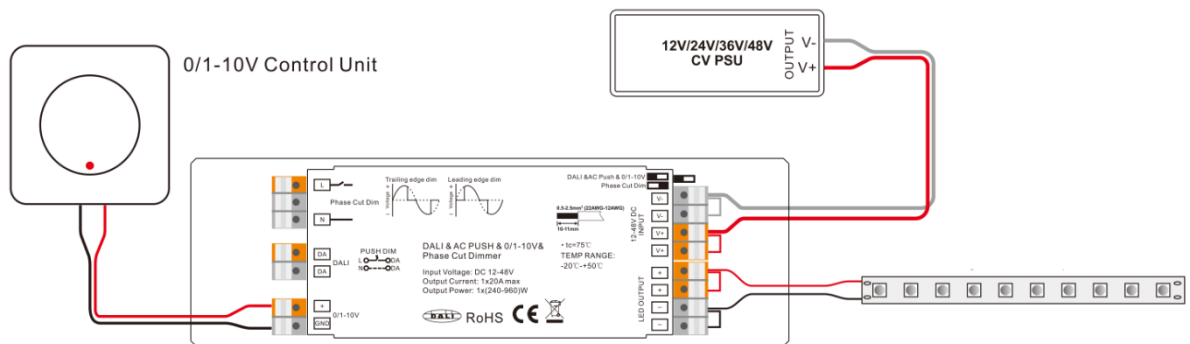 0/1-10V Control Unit
12V/24V/36V/48V
CV PSU
OUTPUT
V-
V+
L
Phase Cut Dim
N
Trailing edge dim
Voltage
+
−
Leading edge dim
Voltage
+
−
DALI &AC Push & 0/1-10V
Phase Cut Dim
0.5-2.5mm² (22AWG-12AWG)
10-11mm
V-
V-
V+
V+
12-48V DC
INPUT
DA
DA
DALI
PUSH DIM
L DA
N DA
DALI & AC PUSH & 0/1-10V&
Phase Cut Dimmer
Input Voltage: DC 12-48V
Output Current: 1x20A max
Output Power: 1x(240-960)W
• tc=75℃
TEMP RANGE:
-20℃-+50℃
+
+
−
−
LED OUTPUT
+
GND
0/1-10V
DALI
RoHS
CE